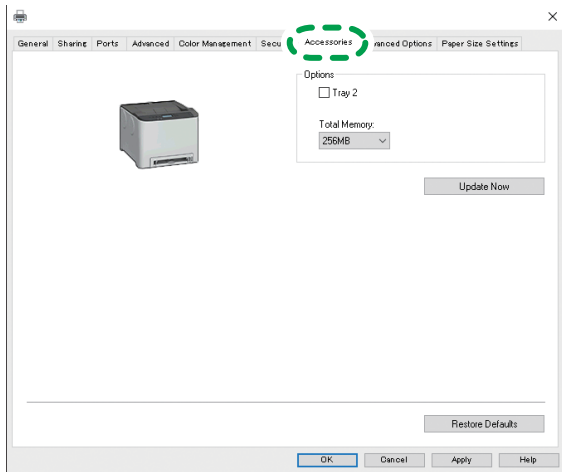 General Sharing Ports Advanced Color Management Secu Accessories anced Options Paper Size Settings
Options
Tray 2
Total Memory:
256MB
Update Now
Restore Defaults
OK Cancel Apply Help